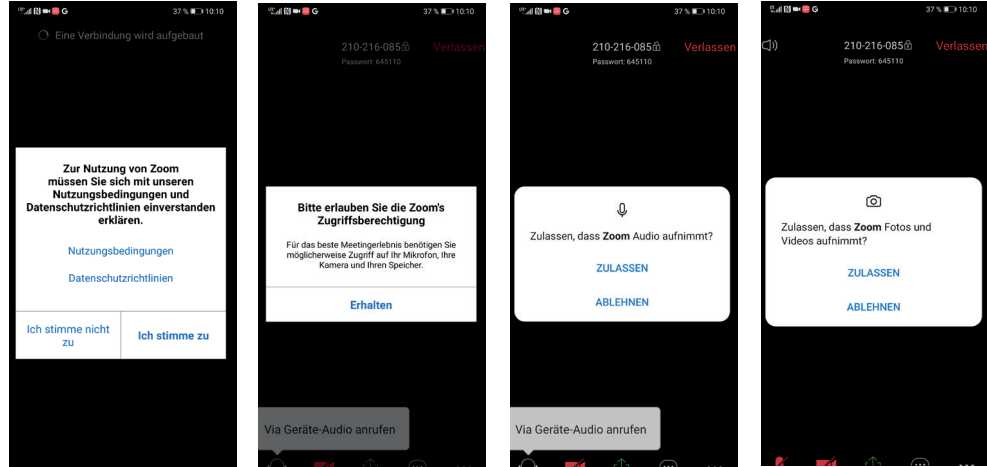 G 37 % 10:10
Eine Verbindung wird aufgebaut
Zur Nutzung von Zoom
müssen Sie sich mit unseren
Nutzungsbedingungen und
Datenschutzrichtlinien einverstanden
erklären.
Nutzungsbedingungen
Datenschutzrichtlinien
Ich stimme nicht
zu
Ich stimme zu
G 37 % 10:10
210-216-085 Verlassen
Passwort: 645110
Bitte erlauben Sie die Zoom's
Zugriffsberechtigung
Für das beste Meetingerlebnis benötigen Sie
möglicherweise Zugriff auf Ihr Mikrofon, Ihre
Kamera und Ihren Speicher.
Erhalten
Via Geräte-Audio anrufen
G 37 % 10:10
210-216-085 Verlassen
Passwort: 645110
Zulassen, dass Zoom Audio aufnimmt?
ZULASSEN
ABLEHNEN
Via Geräte-Audio anrufen
G 37 % 10:10
210-216-085 Verlassen
Passwort: 645110
Zulassen, dass Zoom Fotos und
Videos aufnimmt?
ZULASSEN
ABLEHNEN